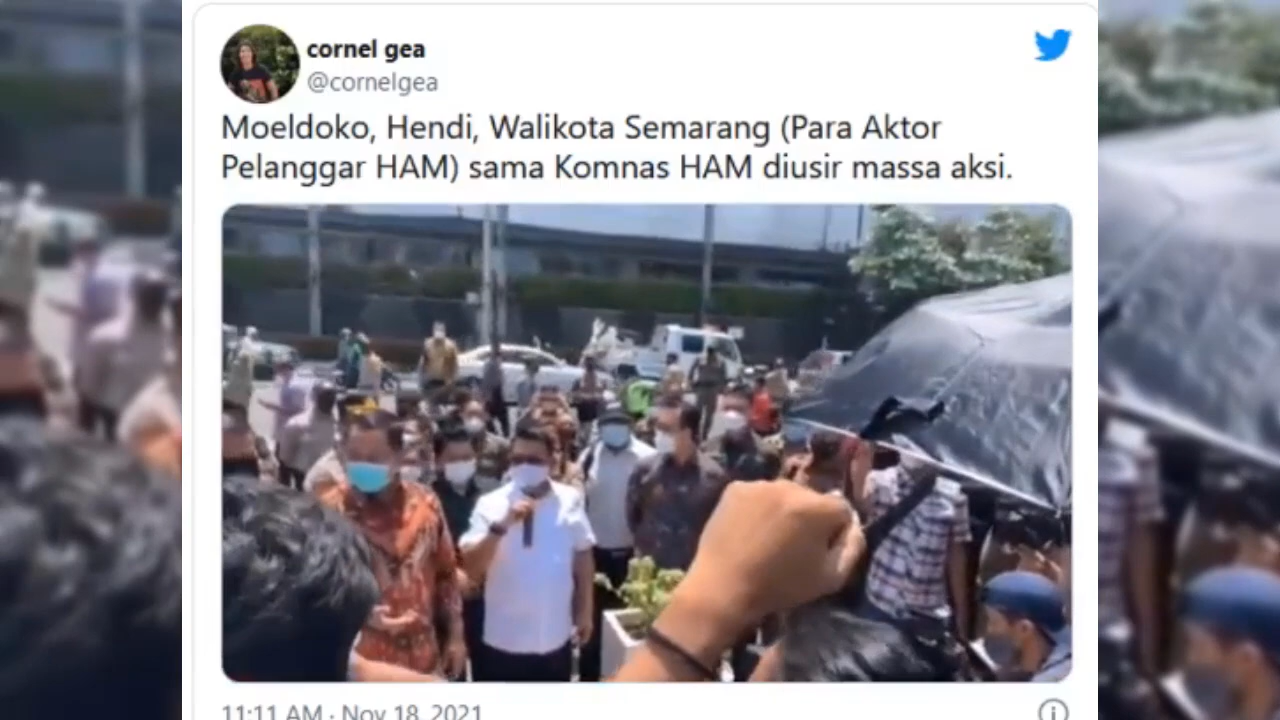 cornel gea
@cornelgea
Moeldoko, Hendi, Walikota Semarang (Para Aktor
Pelanggar HAM) sama Komnas HAM diusir massa aksi.
11:11 AM · Nov 18, 2021